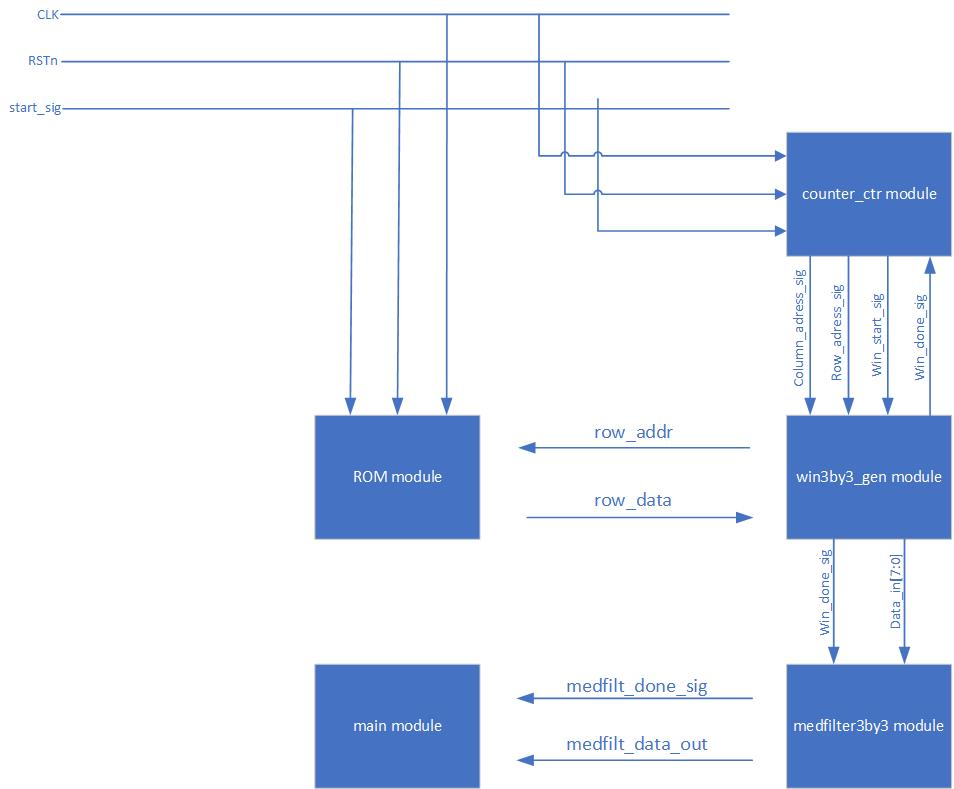 CLK
RSTn
start_sig
counter_ctr module
Column_adress_sig
Row_adress_sig
Win_start_sig
Win_done_sig
row_addr
ROM module
win3by3_gen module
row_data
Win_done_sig
Data_in[7:0]
medfilt_done_sig
main module
medfilter3by3 module
medfilt_data_out